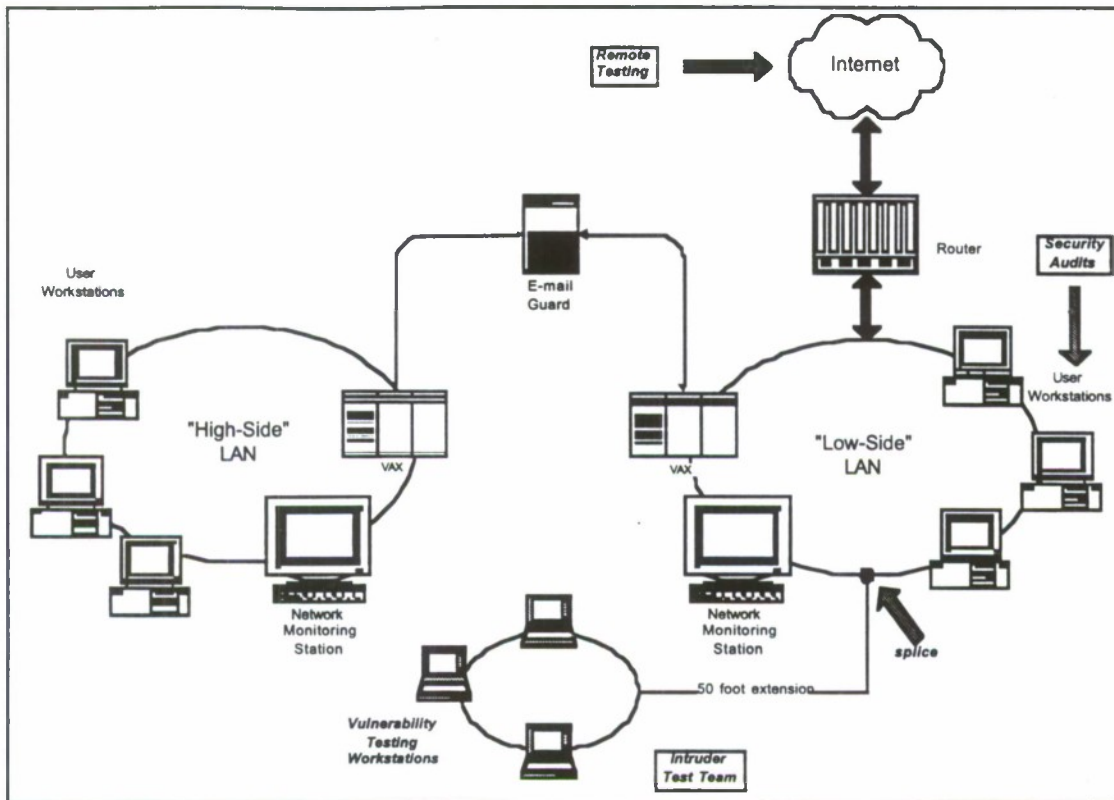 Remote
Testing
Internet
Router
Security
Audits
E-mail
Guard
User
Workstations
User
Workstations
"High-Side"
LAN
VAX
VAX
"Low-Side"
LAN
Network
Monitoring
Station
Network
Monitoring
Station
splice
50 foot extension
Vulnerability
Testing
Workstations
Intruder
Test Team